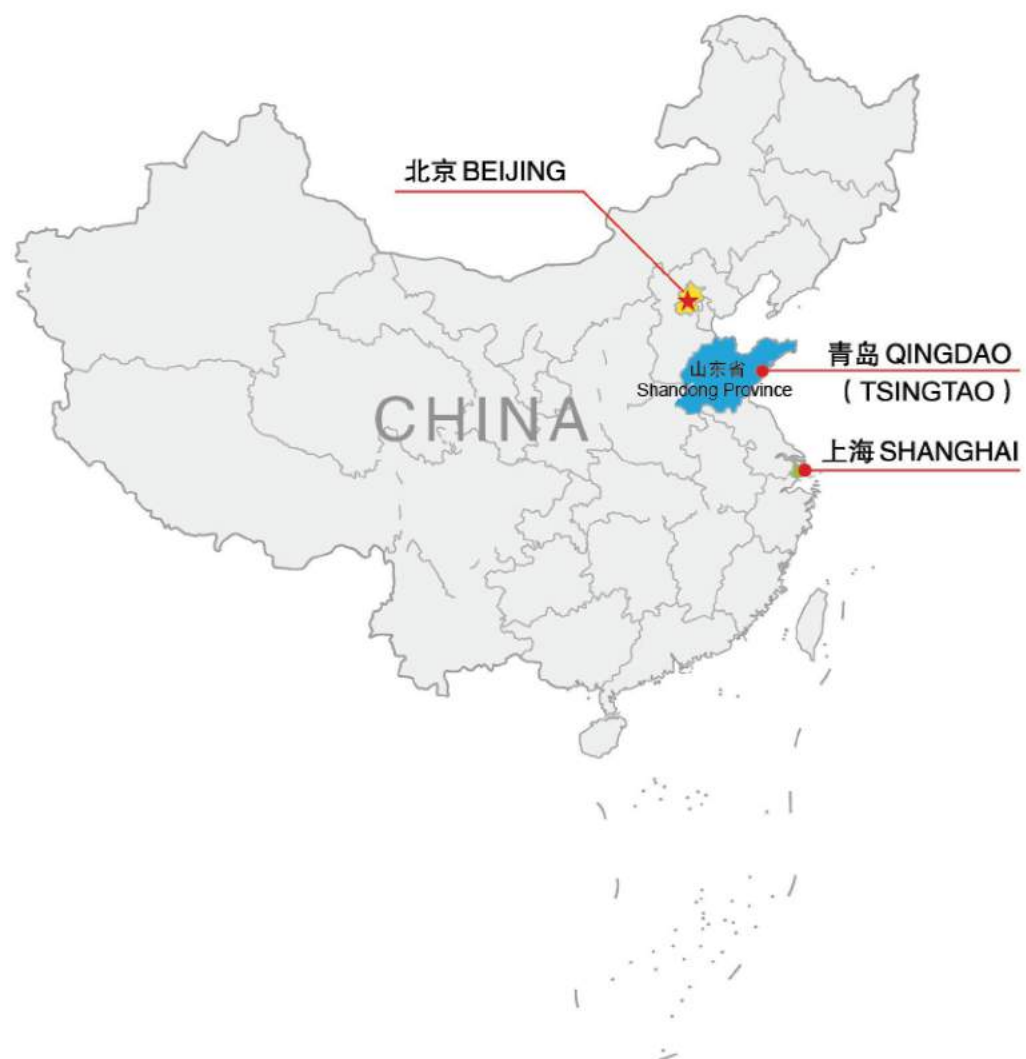 北京 BEIJING
青岛 QINGDAO
（TSINGTAO）
山东省
Shandong Province
CHINA
上海 SHANGHAI